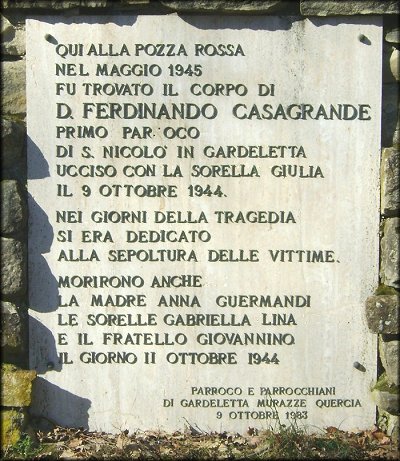 QUI ALLA POZZA ROSSA
NEL MAGGIO 1945
FU TROVATO IL CORPO DI
D. FERDINANDO CASAGRANDE
PRIMO PAR OCO
DI S. NICOLO' IN GARDELETTA
UCCISO CON LA SORELLA GIULIA
IL 9 OTTOBRE 1944.
NEI GIORNI DELLA TRAGEDIA
SI ERA DEDICATO
ALLA SEPOLTURA DELLE VITTIME.
MORIRONO ANCHE
LA MADRE ANNA GUERMANDI
LE SORELLE GABRIELLA LINA
E IL FRATELLO GIOVANNINO
IL GIORNO 11 OTTOBRE 1944
PARROCO E PARROCCHIANI
DI GARDELETTA MURAZZE QUERCIA
9 OTTOBRE 1983